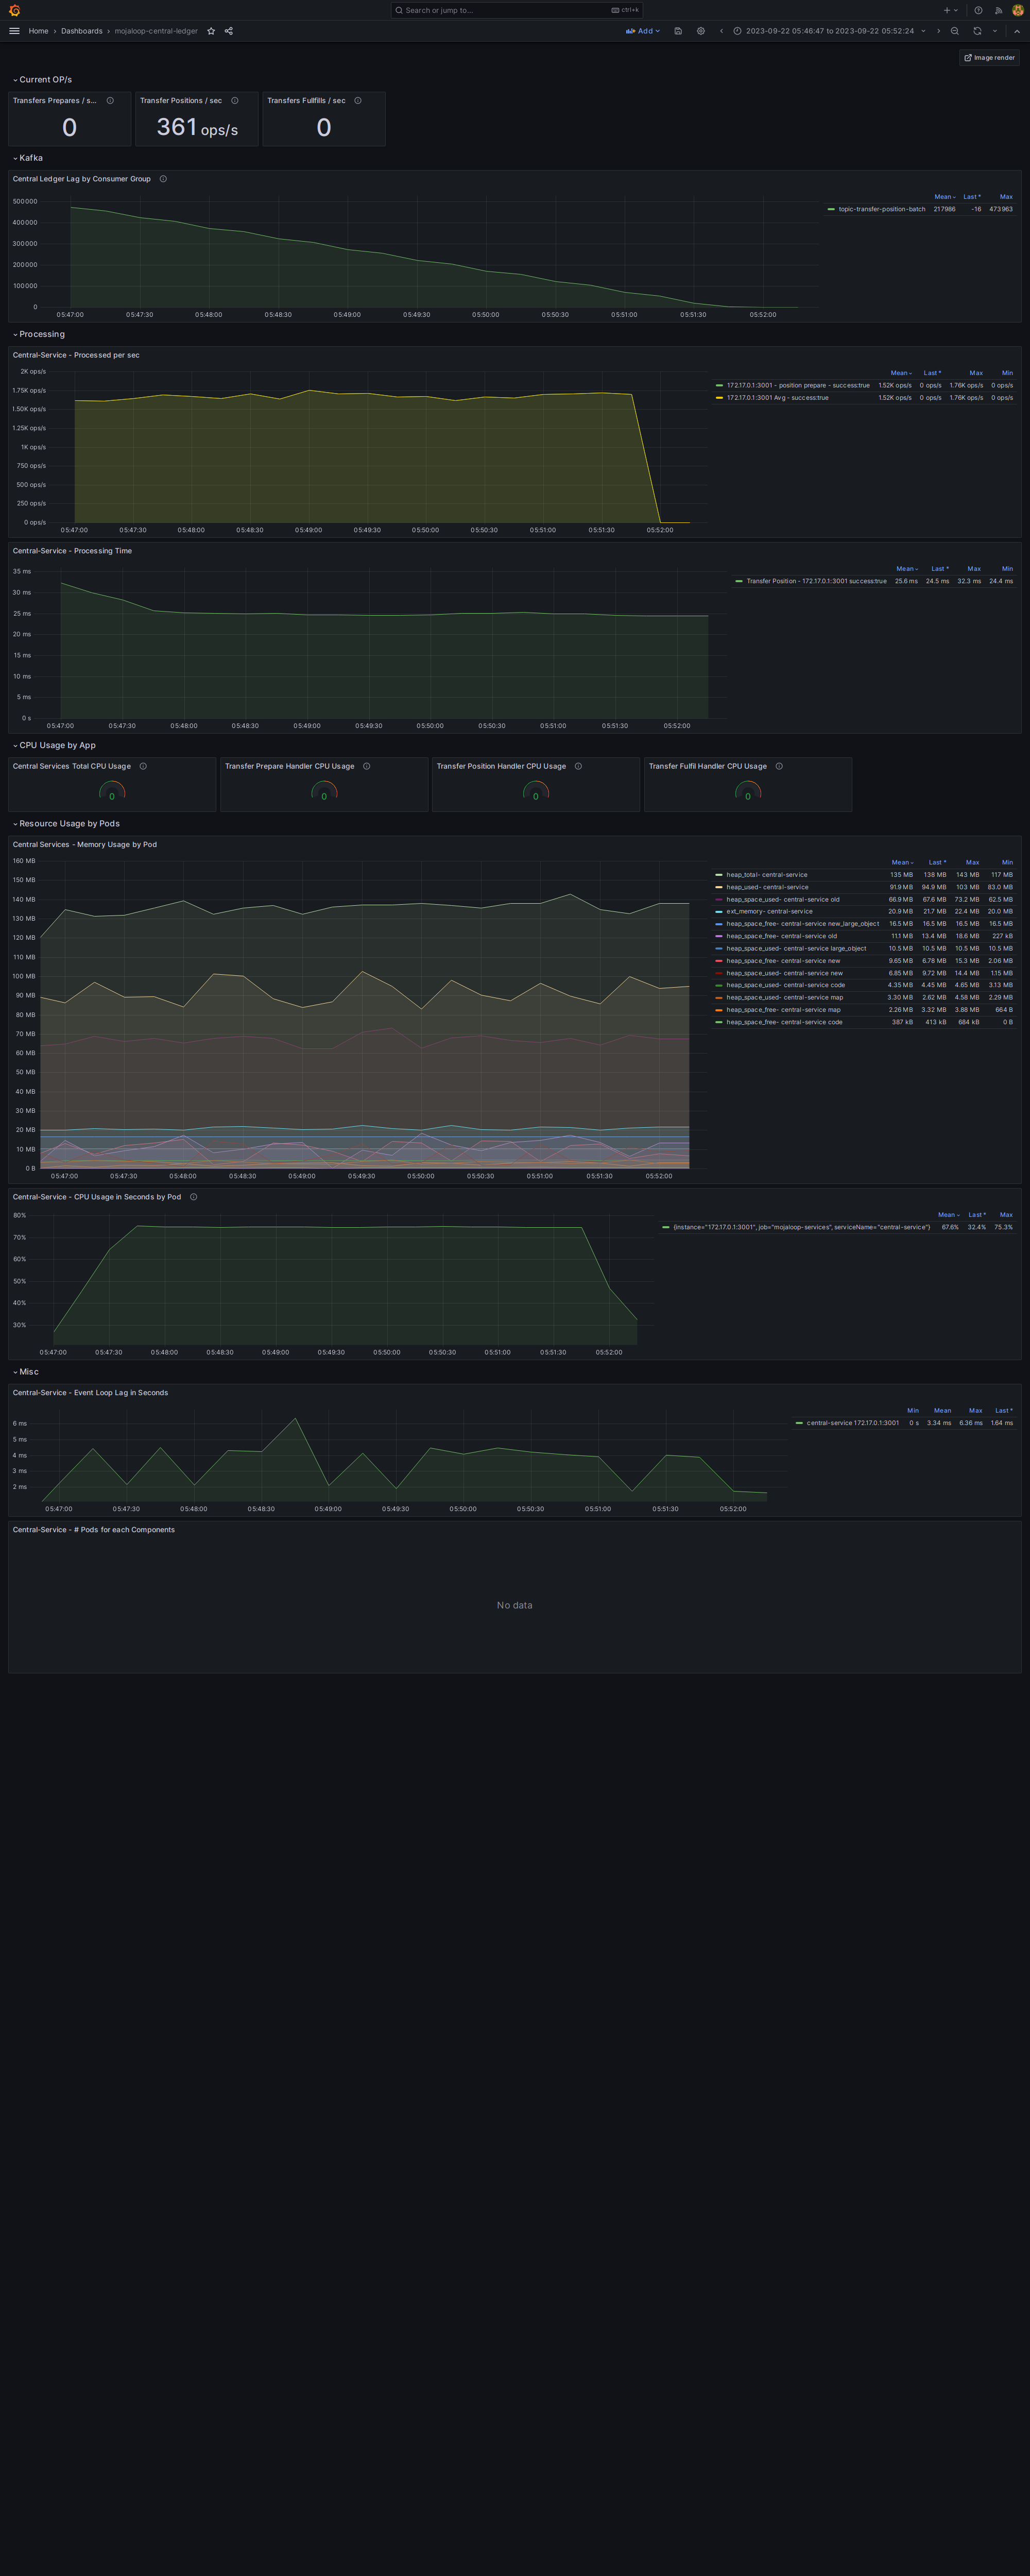 Search or jump to... ctrl+k
Home › Dashboards › mojaloop-central-ledger Add 2023-09-22 05:46:47 to 2023-09-22 05:52:24
Image render
Current OP/s
Transfers Prepares / s... Transfer Positions / sec Transfers Fullfills / sec
0 361 ops/s 0
Kafka
Central Ledger Lag by Consumer Group
Mean Last * Max
topic-transfer-position-batch 217986 -16 473963
500000
400000
300000
200000
100000
0
05:47:00 05:47:30 05:48:00 05:48:30 05:49:00 05:49:30 05:50:00 05:50:30 05:51:00 05:51:30 05:52:00
Processing
Central-Service - Processed per sec
Mean Last * Max Min
172.17.0.1:3001 - position prepare - success:true 1.52K ops/s 0 ops/s 1.76K ops/s 0 ops/s
172.17.0.1:3001 Avg - success:true 1.52K ops/s 0 ops/s 1.76K ops/s 0 ops/s
2K ops/s
1.75K ops/s
1.50K ops/s
1.25K ops/s
1K ops/s
750 ops/s
500 ops/s
250 ops/s
0 ops/s
05:47:00 05:47:30 05:48:00 05:48:30 05:49:00 05:49:30 05:50:00 05:50:30 05:51:00 05:51:30 05:52:00
Central-Service - Processing Time
Mean Last * Max Min
Transfer Position - 172.17.0.1:3001 success:true 25.6 ms 24.5 ms 32.3 ms 24.4 ms
35 ms
30 ms
25 ms
20 ms
15 ms
10 ms
5 ms
0 s
05:47:00 05:47:30 05:48:00 05:48:30 05:49:00 05:49:30 05:50:00 05:50:30 05:51:00 05:51:30 05:52:00
CPU Usage by App
Central Services Total CPU Usage Transfer Prepare Handler CPU Usage Transfer Position Handler CPU Usage Transfer Fulfil Handler CPU Usage
0 0 0 0
Resource Usage by Pods
Central Services - Memory Usage by Pod
Mean Last * Max Min
heap_total- central-service 135 MB 138 MB 143 MB 117 MB
heap_used- central-service 91.9 MB 94.9 MB 103 MB 83.0 MB
heap_space_used- central-service old 66.9 MB 67.6 MB 73.2 MB 62.5 MB
ext_memory- central-service 20.9 MB 21.7 MB 22.4 MB 20.0 MB
heap_space_free- central-service new_large_object 16.5 MB 16.5 MB 16.5 MB 16.5 MB
heap_space_free- central-service old 11.1 MB 13.4 MB 18.6 MB 227 kB
heap_space_used- central-service large_object 10.5 MB 10.5 MB 10.5 MB 10.5 MB
heap_space_free- central-service new 9.65 MB 6.78 MB 15.3 MB 2.06 MB
heap_space_used- central-service new 6.85 MB 9.72 MB 14.4 MB 1.15 MB
heap_space_used- central-service code 4.35 MB 4.45 MB 4.65 MB 3.13 MB
heap_space_used- central-service map 3.30 MB 2.62 MB 4.58 MB 2.29 MB
heap_space_free- central-service map 2.26 MB 3.32 MB 3.88 MB 664 B
heap_space_free- central-service code 387 kB 413 kB 684 kB 0 B
160 MB
150 MB
140 MB
130 MB
120 MB
110 MB
100 MB
90 MB
80 MB
70 MB
60 MB
50 MB
40 MB
30 MB
20 MB
10 MB
0 B
05:47:00 05:47:30 05:48:00 05:48:30 05:49:00 05:49:30 05:50:00 05:50:30 05:51:00 05:51:30 05:52:00
Central-Service - CPU Usage in Seconds by Pod
Mean Last * Max
{instance="172.17.0.1:3001", job="mojaloop-services", serviceName="central-service"} 67.6% 32.4% 75.3%
80%
70%
60%
50%
40%
30%
05:47:00 05:47:30 05:48:00 05:48:30 05:49:00 05:49:30 05:50:00 05:50:30 05:51:00 05:51:30 05:52:00
Misc
Central-Service - Event Loop Lag in Seconds
Min Mean Max Last *
central-service 172.17.0.1:3001 0 s 3.34 ms 6.36 ms 1.64 ms
6 ms
5 ms
4 ms
3 ms
2 ms
05:47:00 05:47:30 05:48:00 05:48:30 05:49:00 05:49:30 05:50:00 05:50:30 05:51:00 05:51:30 05:52:00
Central-Service - # Pods for each Components
No data